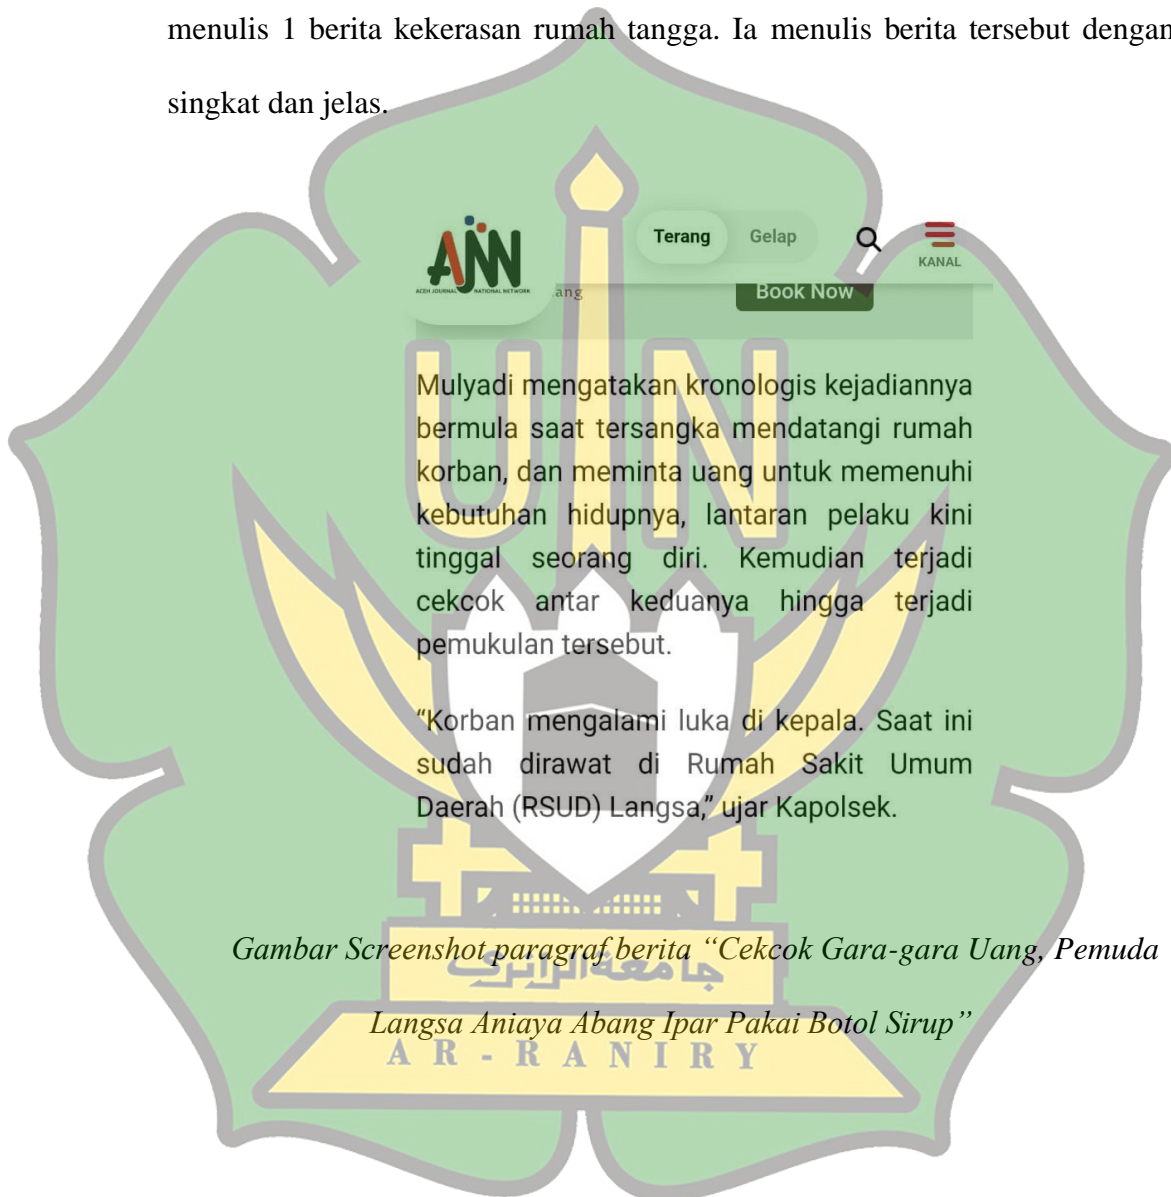 menulis 1 berita kekerasan rumah tangga. Ia menulis berita tersebut dengan
singkat dan jelas.
AJNN
ACEH JOURNAL NATIONAL NETWORK
Terang Gelap
KANAL
ang
Book Now
UIN
Mulyadi mengatakan kronologis kejadiannya
bermula saat tersangka mendatangi rumah
korban, dan meminta uang untuk memenuhi
kebutuhan hidupnya, lantaran pelaku kini
tinggal seorang diri. Kemudian terjadi
cekcok antar keduanya hingga terjadi
pemukulan tersebut.
“Korban mengalami luka di kepala. Saat ini
sudah dirawat di Rumah Sakit Umum
Daerah (RSUD) Langsa,” ujar Kapolsek.
Gambar Screenshot paragraf berita “Cekcok Gara-gara Uang, Pemuda
جامعة الرانري
Langsa Aniaya Abang Ipar Pakai Botol Sirup”
AR-RANIRY